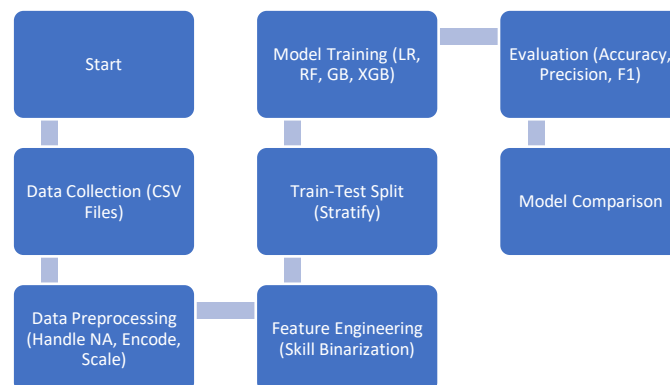 Start
Data Collection (CSV
Files)
Data Preprocessing
(Handle NA, Encode,
Scale)
Feature Engineering
(Skill Binarization)
Train-Test Split
(Stratify)
Model Training (LR,
RF, GB, XGB)
Evaluation (Accuracy,
Precision, F1)
Model Comparison